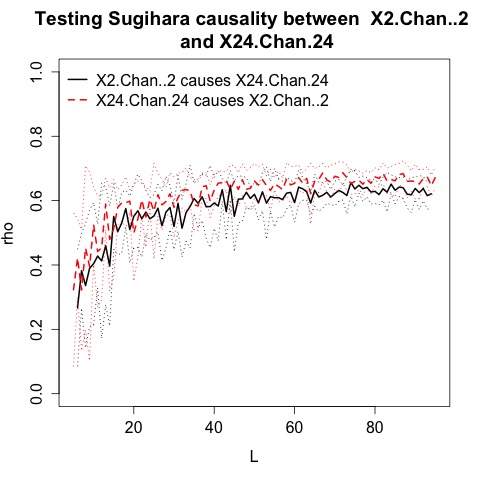 Testing Sugihara causality between  X2.Chan..2
and X24.Chan.24
X2.Chan..2 causes X24.Chan.24
X24.Chan.24 causes X2.Chan..2
1.0
0.8
0.6
0.4
0.2
0.0
rho
20 40 60 80
L